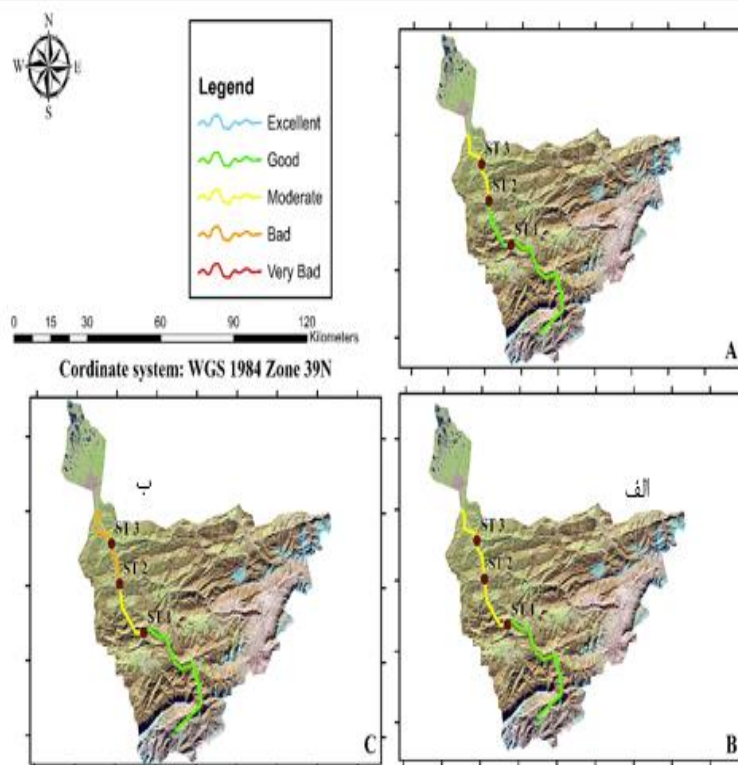 N
W E
S
Legend
Excellent
Good
Moderate
Bad
Very Bad
0 15 30 60 90 120
Kilometers
Cordinate system: WGS 1984 Zone 39N
ST 3
ST 2
ST 1
A
ب
ST 3
ST 2
ST 1
C
الف
ST 3
ST 2
ST 1
B